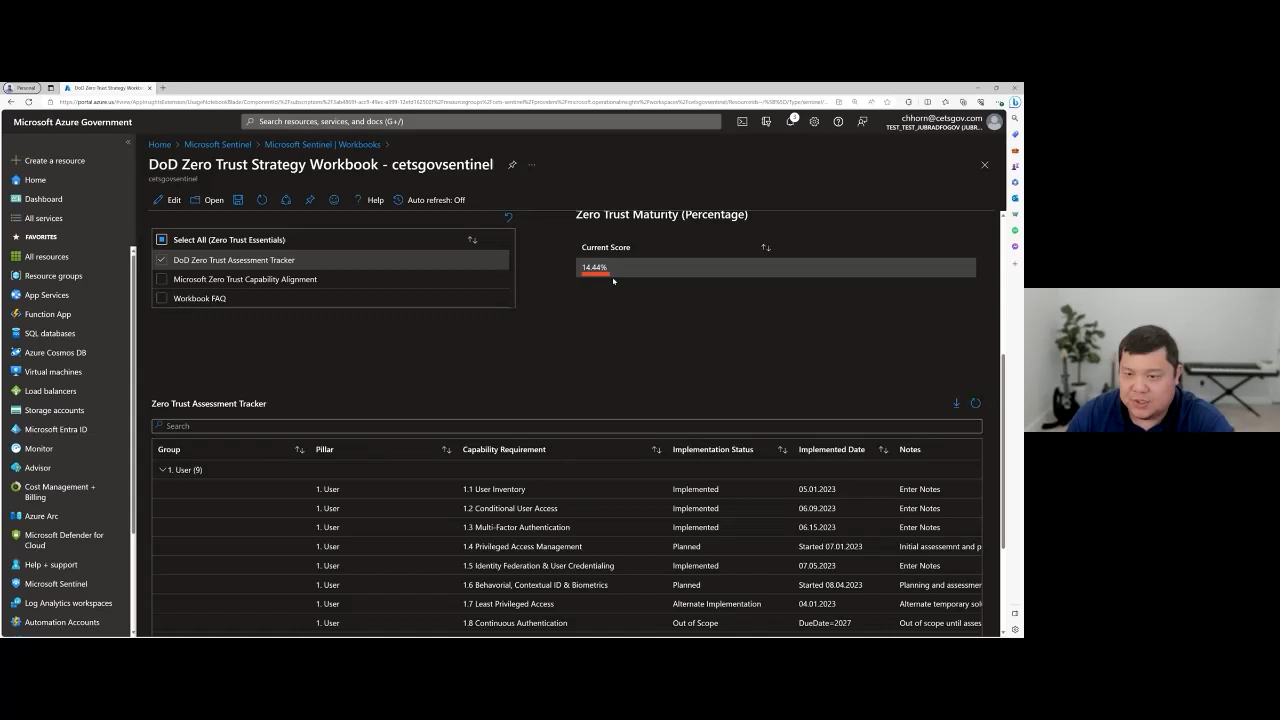 Personal
DoD Zero Trust Strategy Workb
Microsoft Azure Government
Search resources, services, and docs (G+/)
3
chhorn@cetsgov.com
TEST_TEST_JUBRADFOGOV (JUBR...
Create a resource
Home
Dashboard
All services
FAVORITES
All resources
Resource groups
App Services
Function App
SQL databases
Azure Cosmos DB
Virtual machines
Load balancers
Storage accounts
Microsoft Entra ID
Monitor
Advisor
Cost Management +
Billing
Azure Arc
Microsoft Defender for
Cloud
Help + support
Microsoft Sentinel
Log Analytics workspaces
Automation Accounts
Home > Microsoft Sentinel > Microsoft Sentinel | Workbooks >
DoD Zero Trust Strategy Workbook - cetsgovsentinel
cetsgovsentinel
Edit Open Help Auto refresh: Off
Select All (Zero Trust Essentials)
DoD Zero Trust Assessment Tracker
Microsoft Zero Trust Capability Alignment
Workbook FAQ
Zero Trust Maturity (Percentage)
Current Score
14.44%
Zero Trust Assessment Tracker
Search
Group Pillar Capability Requirement Implementation Status Implemented Date Notes
1. User (9)
1. User 1.1 User Inventory Implemented 05.01.2023 Enter Notes
1. User 1.2 Conditional User Access Implemented 06.09.2023 Enter Notes
1. User 1.3 Multi-Factor Authentication Implemented 06.15.2023 Enter Notes
1. User 1.4 Privileged Access Management Planned Started 07.01.2023 Initial assessemnt and p
1. User 1.5 Identity Federation & User Credentialing Implemented 07.05.2023 Enter Notes
1. User 1.6 Behavorial, Contextual ID & Biometrics Planned Started 08.04.2023 Planning and assessmer
1. User 1.7 Least Privileged Access Alternate Implementation 04.01.2023 Alternate temporary sol
1. User 1.8 Continuous Authentication Out of Scope DueDate=2027 Out of scope until asses